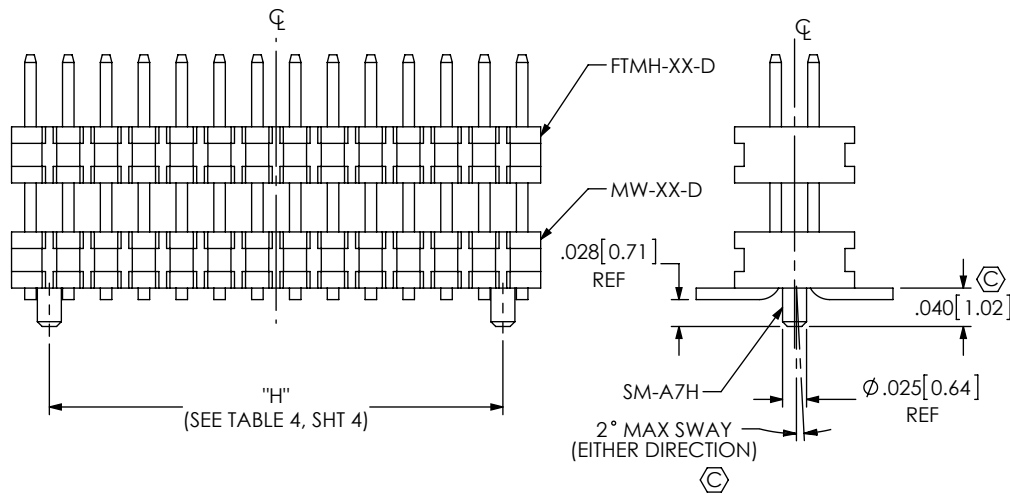 ℄
℄
FTMH-XX-D
MW-XX-D
.028[0.71]
REF
C
.040[1.02]
SM-A7H
Ø.025[0.64]
REF
"H"
(SEE TABLE 4, SHT 4)
2° MAX SWAY
(EITHER DIRECTION)
C